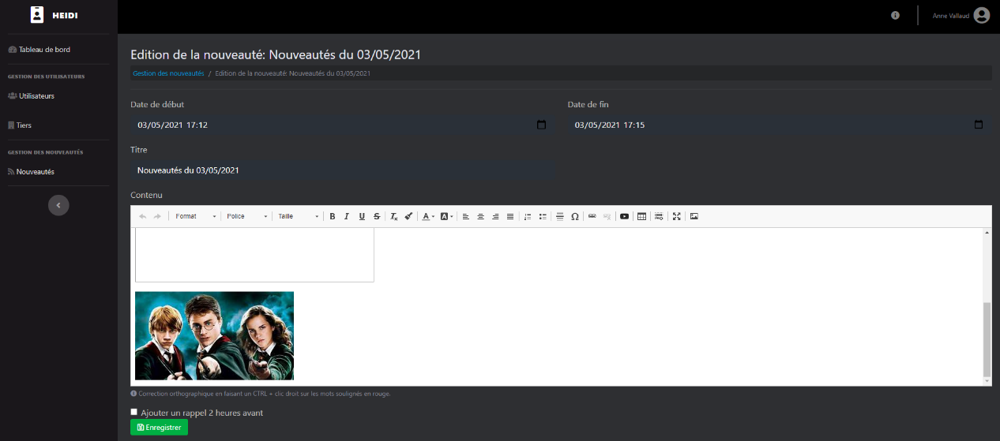 HEIDI
Anne Vallaud
Tableau de bord
GESTION DES UTILISATEURS
Utilisateurs
Tiers
GESTION DES NOUVEAUTÉS
Nouveautés
Edition de la nouveauté: Nouveautés du 03/05/2021
Gestion des nouveautés / Edition de la nouveauté: Nouveautés du 03/05/2021
Date de début
Date de fin
03/05/2021 17:12
03/05/2021 17:15
Titre
Nouveautés du 03/05/2021
Contenu
Format Police Taille B I U S Tx A A Ω
Correction orthographique en faisant un CTRL + clic droit sur les mots soulignés en rouge.
Ajouter un rappel 2 heures avant
Enregistrer